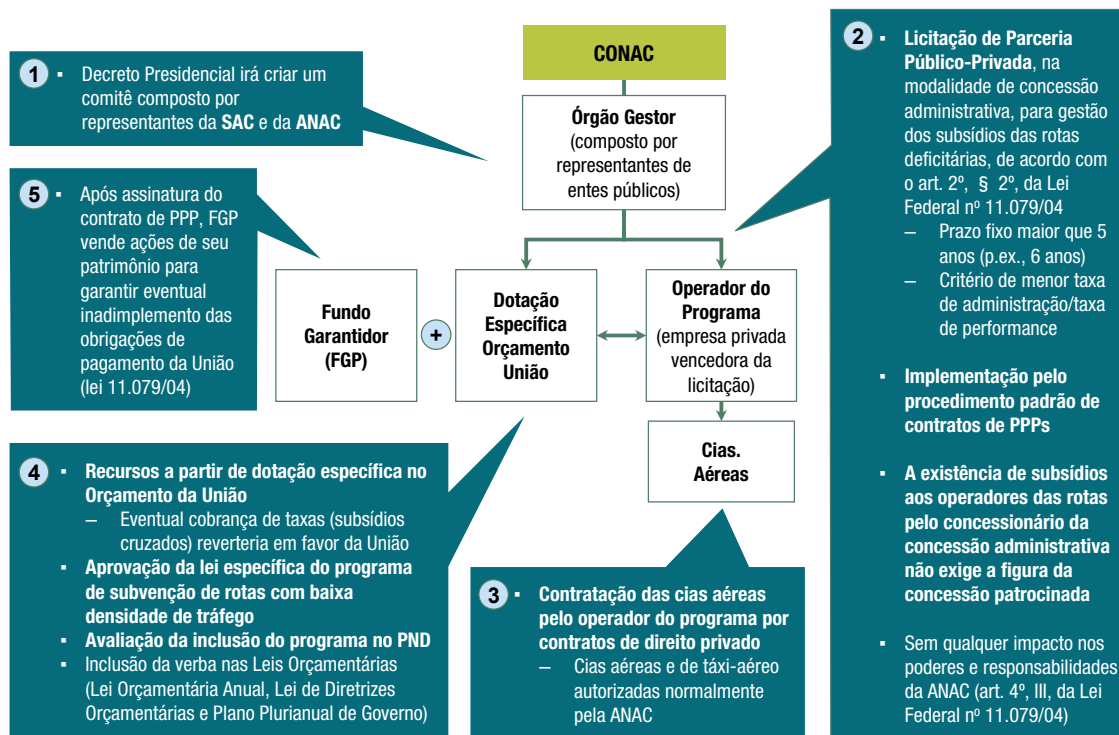 CONAC
Órgão Gestor
(composto por
representantes de
entes públicos)
Fundo
Garantidor
(FGP)
+
Dotação
Específica
Orçamento
União
Operador do
Programa
(empresa privada
vencedora da
licitação)
Cias.
Aéreas
1
▪ Decreto Presidencial irá criar um
comitê composto por
representantes da SAC e da ANAC
2
▪ Licitação de Parceria
Público-Privada, na
modalidade de concessão
administrativa, para gestão
dos subsídios das rotas
deficitárias, de acordo com
o art. 2º, § 2º, da Lei
Federal nº 11.079/04
– Prazo fixo maior que 5
anos (p.ex., 6 anos)
– Critério de menor taxa
de administração/taxa
de performance
▪ Implementação pelo
procedimento padrão de
contratos de PPPs
▪ A existência de subsídios
aos operadores das rotas
pelo concessionário da
concessão administrativa
não exige a figura da
concessão patrocinada
▪ Sem qualquer impacto nos
poderes e responsabilidades
da ANAC (art. 4º, III, da Lei
Federal nº 11.079/04)
3
▪ Contratação das cias aéreas
pelo operador do programa por
contratos de direito privado
– Cias aéreas e de táxi-aéreo
autorizadas normalmente
pela ANAC
4
▪ Recursos a partir de dotação específica no
Orçamento da União
– Eventual cobrança de taxas (subsídios
cruzados) reverteria em favor da União
▪ Aprovação da lei específica do programa
de subvenção de rotas com baixa
densidade de tráfego
▪ Avaliação da inclusão do programa no PND
▪ Inclusão da verba nas Leis Orçamentárias
(Lei Orçamentária Anual, Lei de Diretrizes
Orçamentárias e Plano Plurianual de Governo)
5
▪ Após assinatura do
contrato de PPP, FGP
vende ações de seu
patrimônio para
garantir eventual
inadimplemento das
obrigações de
pagamento da União
(lei 11.079/04)